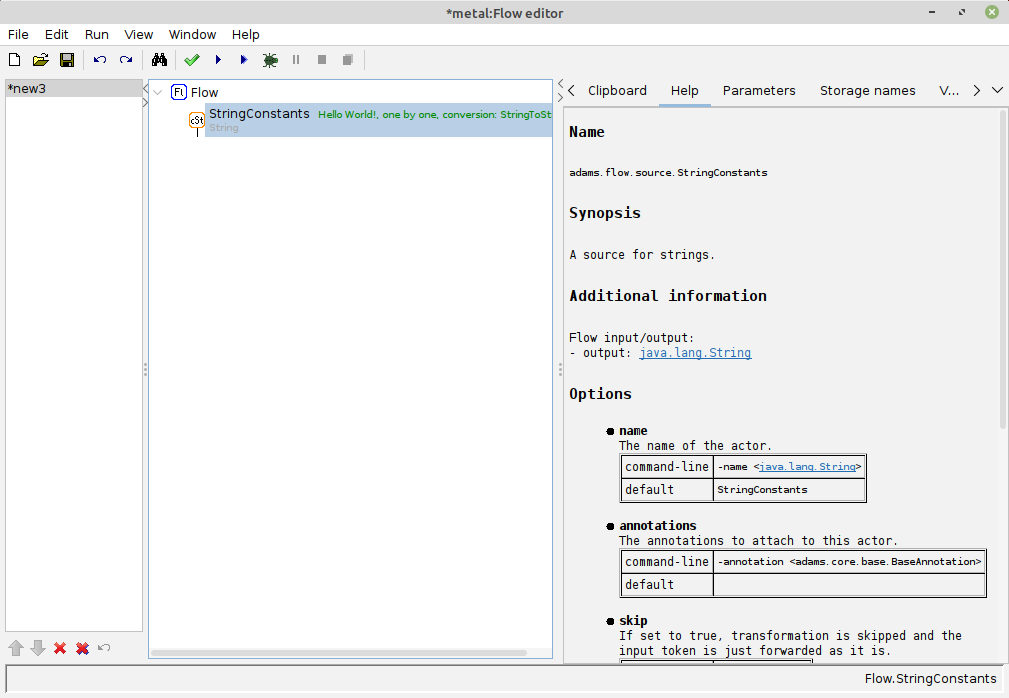 *metal:Flow editor
File Edit Run View Window Help
*new3
Ft Flow
cSt StringConstants Hello World!, one by one, conversion: StringToSt
String
Clipboard Help Parameters Storage names V...
Name
adams.flow.source.StringConstants
Synopsis
A source for strings.
Additional information
Flow input/output:
- output: java.lang.String
Options
● name
The name of the actor.
command-line -name <java.lang.String>
default StringConstants
● annotations
The annotations to attach to this actor.
command-line -annotation <adams.core.base.BaseAnnotation>
default
● skip
If set to true, transformation is skipped and the
input token is just forwarded as it is.
Flow.StringConstants